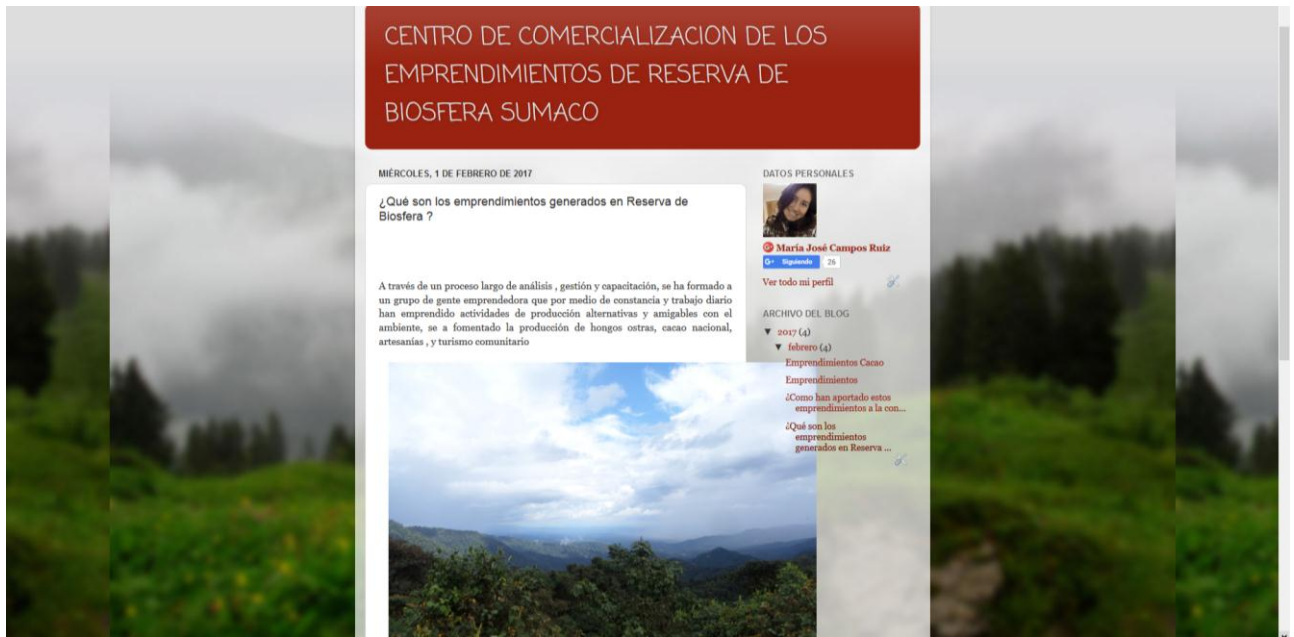 CENTRO DE COMERCIALIZACION DE LOS
EMPRENDIMIENTOS DE RESERVA DE
BIOSFERA SUMACO
MIÉRCOLES, 1 DE FEBRERO DE 2017
¿Qué son los emprendimientos generados en Reserva de
Biosfera ?
A través de un proceso largo de análisis , gestión y capacitación, se ha formado a
un grupo de gente emprendedora que por medio de constancia y trabajo diario
han emprendido actividades de producción alternativas y amigables con el
ambiente, se a fomentado la producción de hongos ostras, cacao nacional,
artesanías , y turismo comunitario
DATOS PERSONALES
María José Campos Ruiz
G+ Siguiendo 26
Ver todo mi perfil
ARCHIVO DEL BLOG
▼ 2017 (4)
▼ febrero (4)
Emprendimientos Cacao
Emprendimientos
¿Como han aportado estos
emprendimientos a la con...
¿Qué son los
emprendimientos
generados en Reserva ...